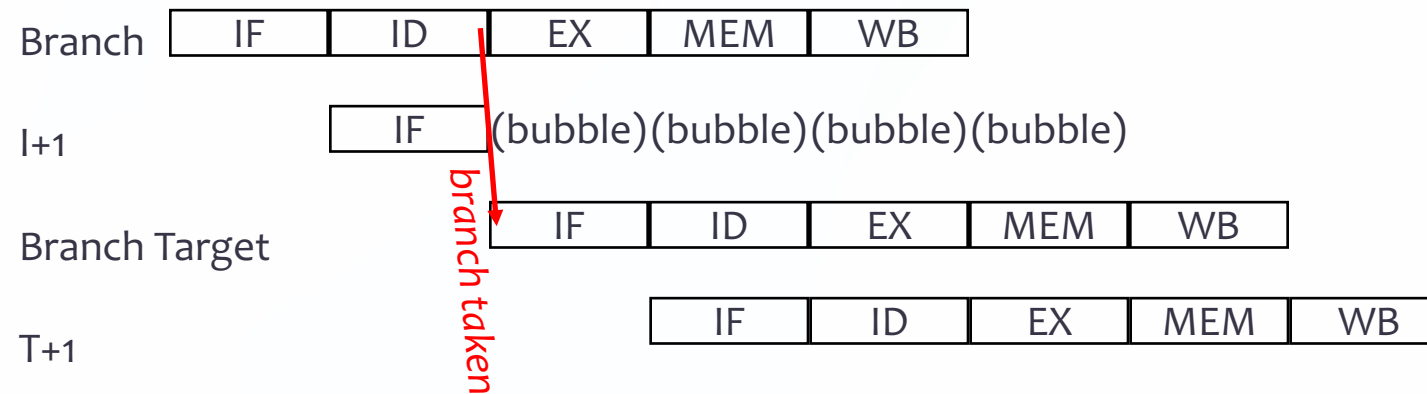 Branch IF ID EX MEM WB
I+1 IF (bubble)(bubble)(bubble)(bubble)
branch taken
Branch Target IF ID EX MEM WB
T+1 IF ID EX MEM WB